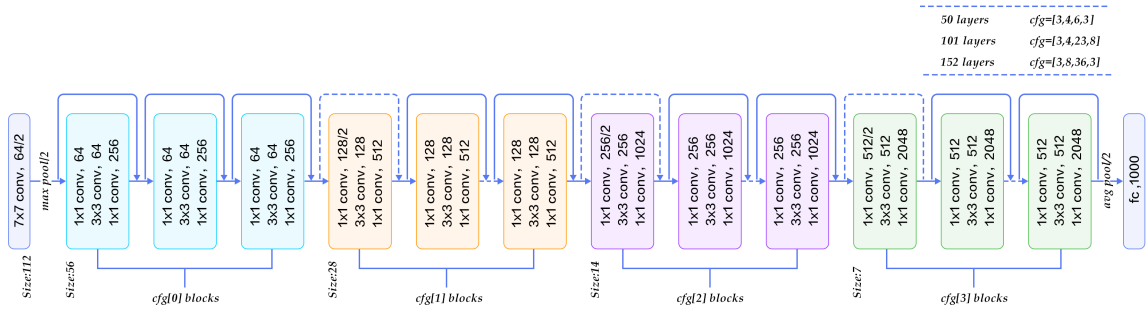 50 layers cfg=[3,4,6,3]
101 layers cfg=[3,4,23,8]
152 layers cfg=[3,8,36,3]
7x7 conv, 64/2
max pool/2
1x1 conv, 64
3x3 conv, 64
1x1 conv, 256
1x1 conv, 64
3x3 conv, 64
1x1 conv, 256
1x1 conv, 64
3x3 conv, 64
1x1 conv, 256
1x1 conv, 128/2
3x3 conv, 128
1x1 conv, 512
1x1 conv, 128
3x3 conv, 128
1x1 conv, 512
1x1 conv, 128
3x3 conv, 128
1x1 conv, 512
1x1 conv, 256/2
3x3 conv, 256
1x1 conv, 1024
1x1 conv, 256
3x3 conv, 256
1x1 conv, 1024
1x1 conv, 256
3x3 conv, 256
1x1 conv, 1024
1x1 conv, 512/2
3x3 conv, 512
1x1 conv, 2048
1x1 conv, 512
3x3 conv, 512
1x1 conv, 2048
1x1 conv, 512
3x3 conv, 512
1x1 conv, 2048
avg pool/2
fc ,1000
Size:112
Size:56
cfg[0] blocks
Size:28
cfg[1] blocks
Size:14
cfg[2] blocks
Size:7
cfg[3] blocks